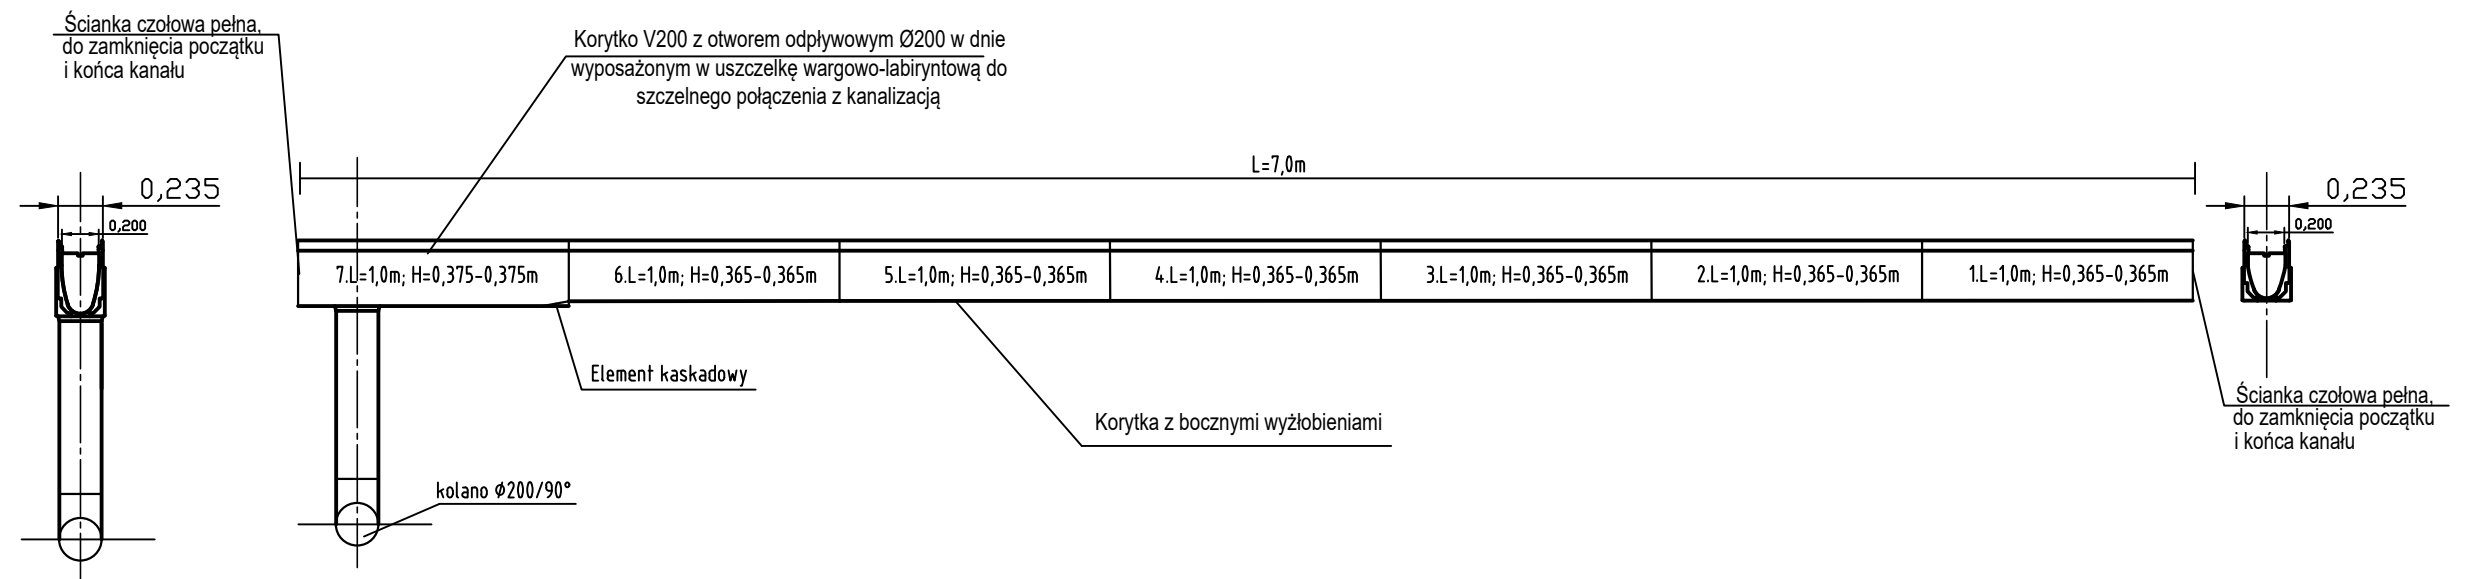 Ścianka czołowa pełna,
do zamknięcia początku
i końca kanału
Korytko V200 z otworem odpływowym Ø200 w dnie
wyposażonym w uszczelkę wargowo-labiryntową do
szczelnego połączenia z kanalizacją
L=7,0m
0,235
0,200
0,235
0,200
7.L=1,0m; H=0,375-0,375m
6.L=1,0m; H=0,365-0,365m
5.L=1,0m; H=0,365-0,365m
4.L=1,0m; H=0,365-0,365m
3.L=1,0m; H=0,365-0,365m
2.L=1,0m; H=0,365-0,365m
1.L=1,0m; H=0,365-0,365m
Element kaskadowy
Korytka z bocznymi wyżłobieniami
Ścianka czołowa pełna,
do zamknięcia początku
i końca kanału
kolano Ø200/90°